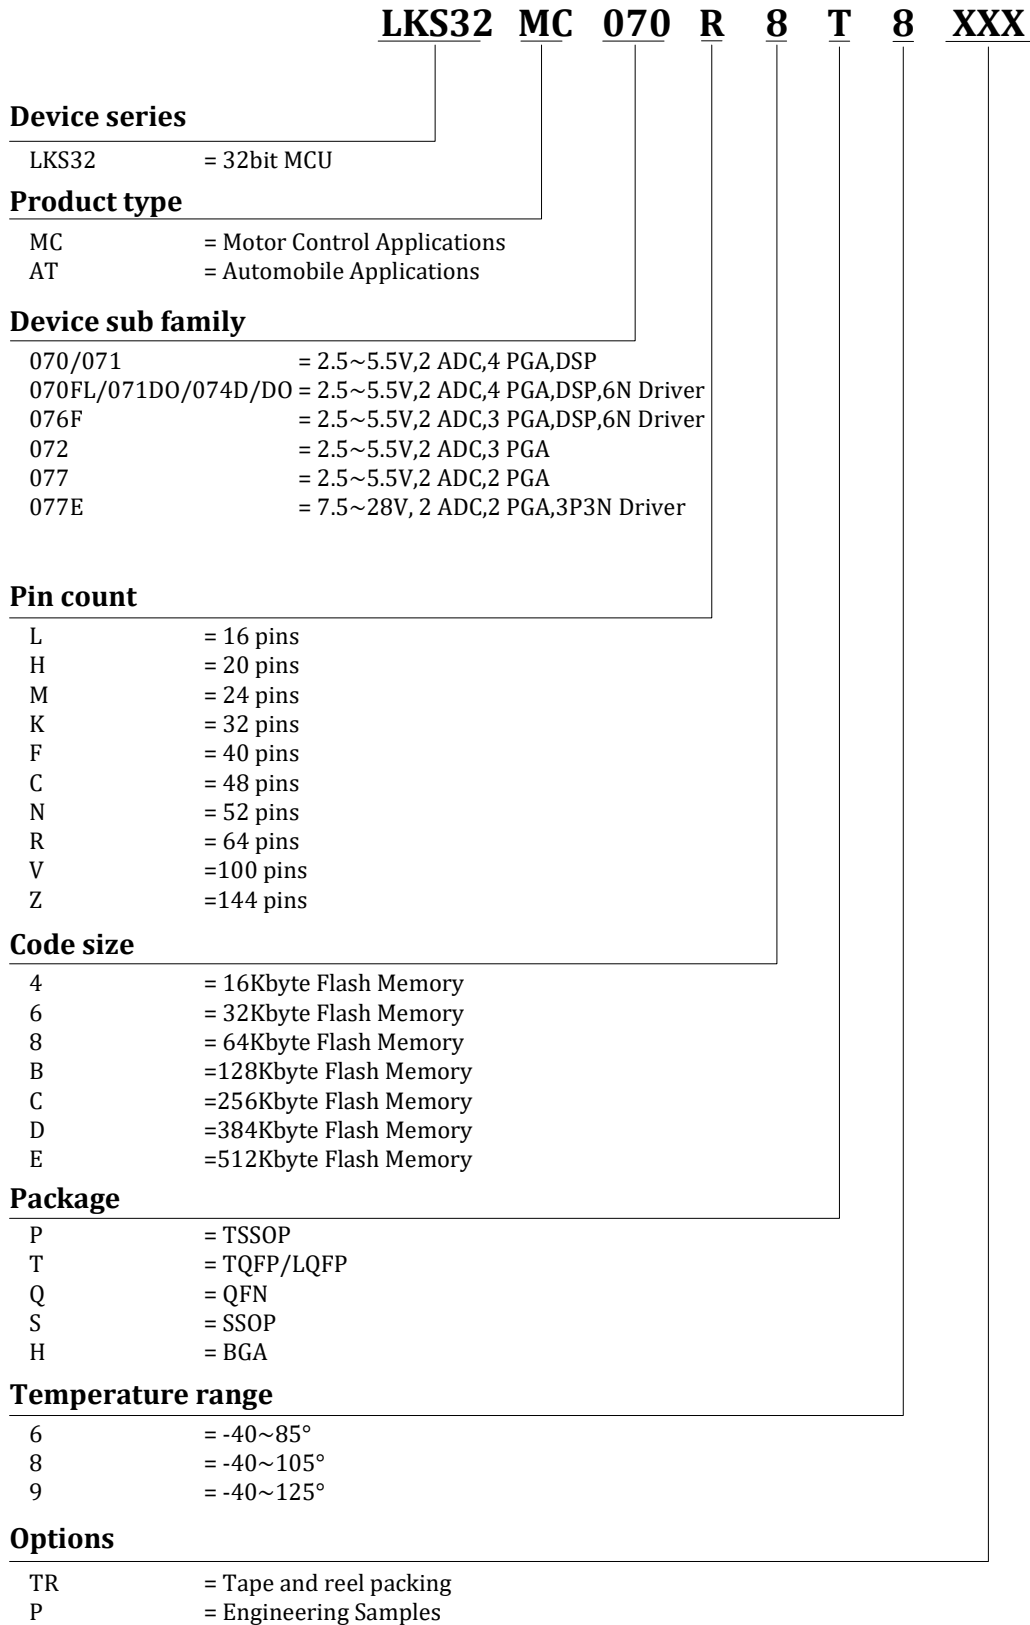 LKS32 MC 070 R 8 T 8 XXX
Device series
LKS32 = 32bit MCU
Product type
MC = Motor Control Applications
AT = Automobile Applications
Device sub family
070/071 = 2.5~5.5V,2 ADC,4 PGA,DSP
070FL/071DO/074D/DO = 2.5~5.5V,2 ADC,4 PGA,DSP,6N Driver
076F = 2.5~5.5V,2 ADC,3 PGA,DSP,6N Driver
072 = 2.5~5.5V,2 ADC,3 PGA
077 = 2.5~5.5V,2 ADC,2 PGA
077E = 7.5~28V, 2 ADC,2 PGA,3P3N Driver
Pin count
L = 16 pins
H = 20 pins
M = 24 pins
K = 32 pins
F = 40 pins
C = 48 pins
N = 52 pins
R = 64 pins
V =100 pins
Z =144 pins
Code size
4 = 16Kbyte Flash Memory
6 = 32Kbyte Flash Memory
8 = 64Kbyte Flash Memory
B =128Kbyte Flash Memory
C =256Kbyte Flash Memory
D =384Kbyte Flash Memory
E =512Kbyte Flash Memory
Package
P = TSSOP
T = TQFP/LQFP
Q = QFN
S = SSOP
H = BGA
Temperature range
6 = -40~85°
8 = -40~105°
9 = -40~125°
Options
TR = Tape and reel packing
P = Engineering Samples